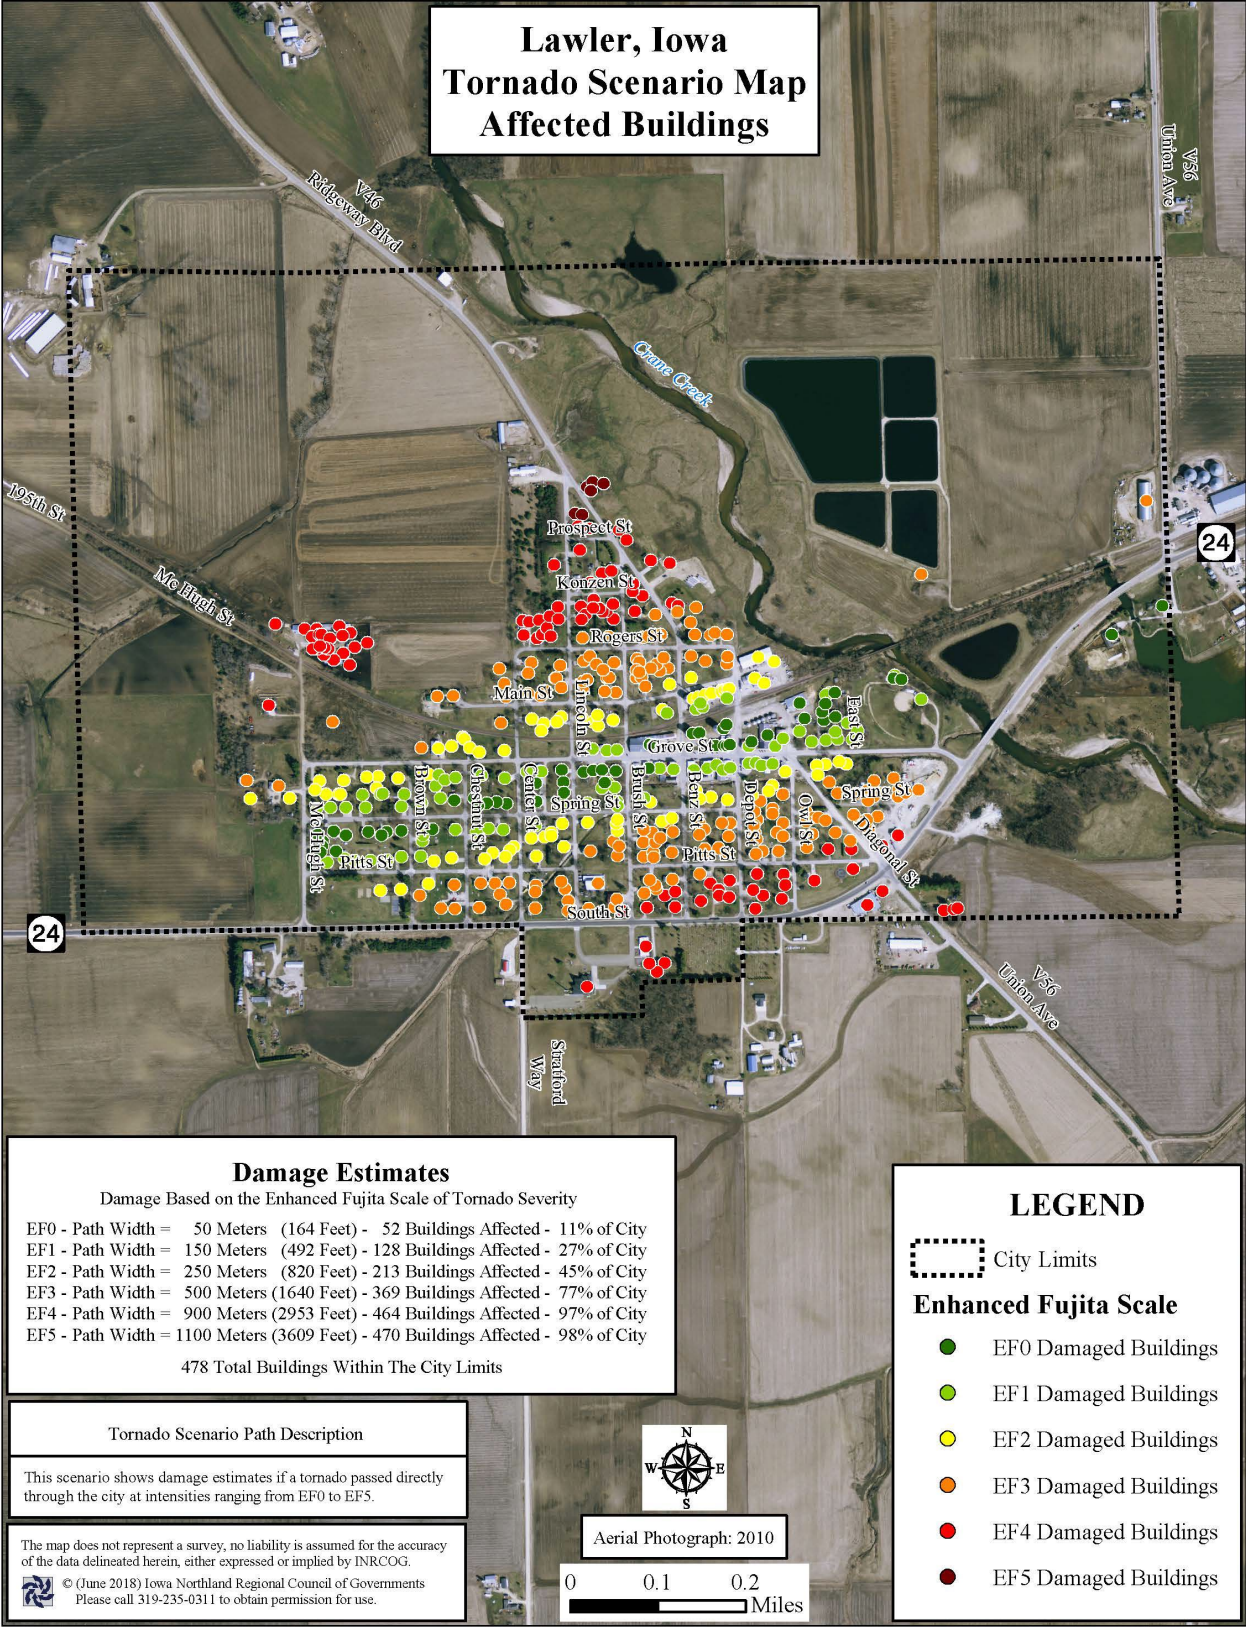 Lawler, Iowa
Tornado Scenario Map
Affected Buildings
V56
Union Ave
V46
Ridgeway Blvd
Crane Creek
195th St
24
Prospect St
Konzen St
Mc Hugh St
Rogers St
Main St
Lincoln St
East St
Grove St
Brown St
Chestnut St
Center St
Brush St
Benz St
Depot St
Owl St
Spring St
Spring St
Mc Hugh St
Diagonal St
Pitts St
Pitts St
South St
24
V56
Union Ave
Stratford
Way
Damage Estimates
Damage Based on the Enhanced Fujita Scale of Tornado Severity
EF0 - Path Width = 50 Meters (164 Feet) - 52 Buildings Affected - 11% of City
EF1 - Path Width = 150 Meters (492 Feet) - 128 Buildings Affected - 27% of City
EF2 - Path Width = 250 Meters (820 Feet) - 213 Buildings Affected - 45% of City
EF3 - Path Width = 500 Meters (1640 Feet) - 369 Buildings Affected - 77% of City
EF4 - Path Width = 900 Meters (2953 Feet) - 464 Buildings Affected - 97% of City
EF5 - Path Width = 1100 Meters (3609 Feet) - 470 Buildings Affected - 98% of City
478 Total Buildings Within The City Limits
LEGEND
City Limits
Enhanced Fujita Scale
EF0 Damaged Buildings
EF1 Damaged Buildings
EF2 Damaged Buildings
EF3 Damaged Buildings
EF4 Damaged Buildings
EF5 Damaged Buildings
Tornado Scenario Path Description
This scenario shows damage estimates if a tornado passed directly
through the city at intensities ranging from EF0 to EF5.
The map does not represent a survey, no liability is assumed for the accuracy
of the data delineated herein, either expressed or implied by INRCOG.
© (June 2018) Iowa Northland Regional Council of Governments
Please call 319-235-0311 to obtain permission for use.
N
W E
S
Aerial Photograph: 2010
0 0.1 0.2
Miles